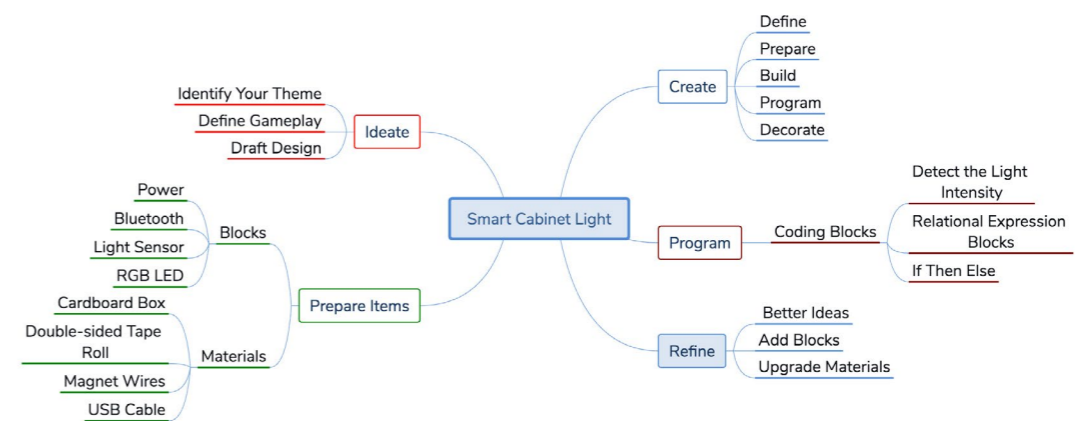 Smart Cabinet Light
Ideate
Identify Your Theme
Define Gameplay
Draft Design
Prepare Items
Blocks
Power
Bluetooth
Light Sensor
RGB LED
Materials
Cardboard Box
Double-sided Tape
Roll
Magnet Wires
USB Cable
Create
Define
Prepare
Build
Program
Decorate
Program
Coding Blocks
Detect the Light
Intensity
Relational Expression
Blocks
If Then Else
Refine
Better Ideas
Add Blocks
Upgrade Materials